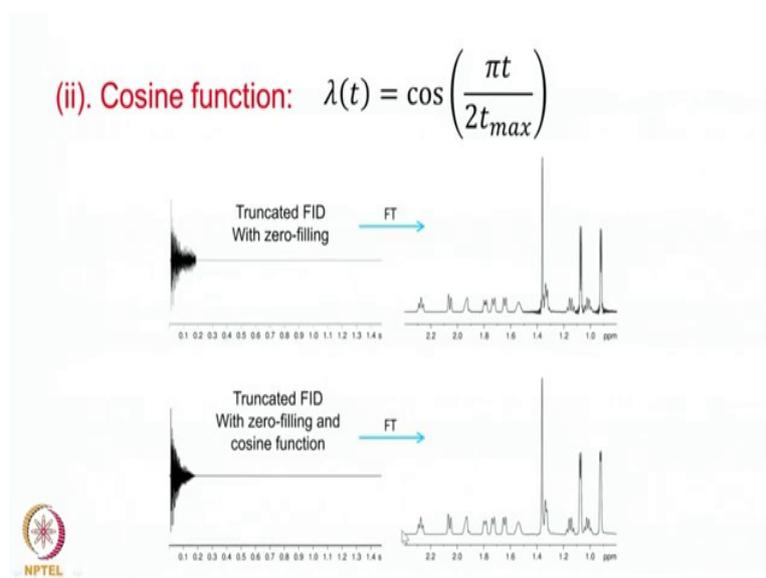 (ii). Cosine function: λ(t) = cos(πt / 2tmax)
Truncated FID
With zero-filling
FT
0.1 0.2 0.3 0.4 0.5 0.6 0.7 0.8 0.9 1.0 1.1 1.2 1.3 1.4 s
2.2 2.0 1.8 1.6 1.4 1.2 1.0 ppm
Truncated FID
With zero-filling and
cosine function
FT
0.1 0.2 0.3 0.4 0.5 0.6 0.7 0.8 0.9 1.0 1.1 1.2 1.3 1.4 s
2.2 2.0 1.8 1.6 1.4 1.2 1.0 ppm
NPTEL